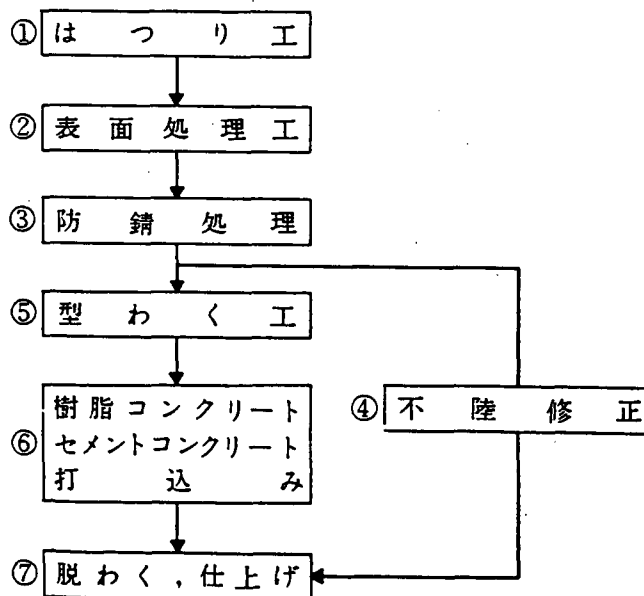 ① はつり工
② 表面処理工
③ 防錆処理
⑤ 型わく工
⑥ 樹脂コンクリート
セメントコンクリート
打込み
④ 不陸修正
⑦ 脱わく，仕上げ